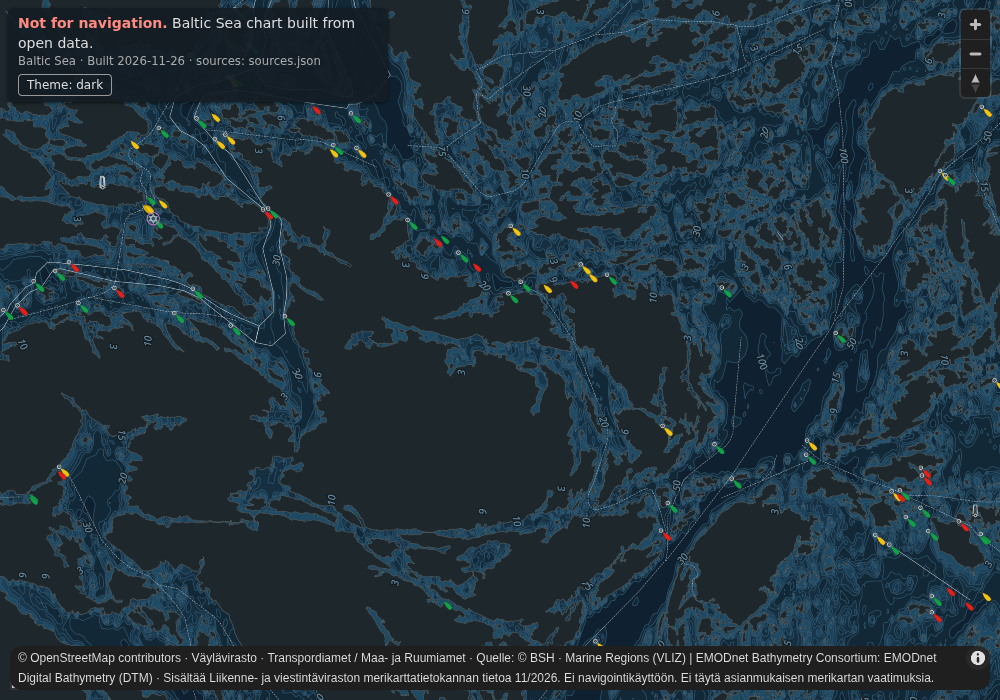 Not for navigation. Baltic Sea chart built from
open data.
Baltic Sea · Built 2026-11-26 · sources: sources.json
Theme: dark
© OpenStreetMap contributors · Väylävirasto · Transpordiamet / Maa- ja Ruumiamet · Quelle: © BSH · Marine Regions (VLIZ) | EMODnet Bathymetry Consortium: EMODnet
Digital Bathymetry (DTM) · Sisältää Liikenne- ja viestintäviraston merikarttatietokannan tietoa 11/2026. Ei navigointikäyttöön. Ei täytä asianmukaisen merikartan vaatimuksia.